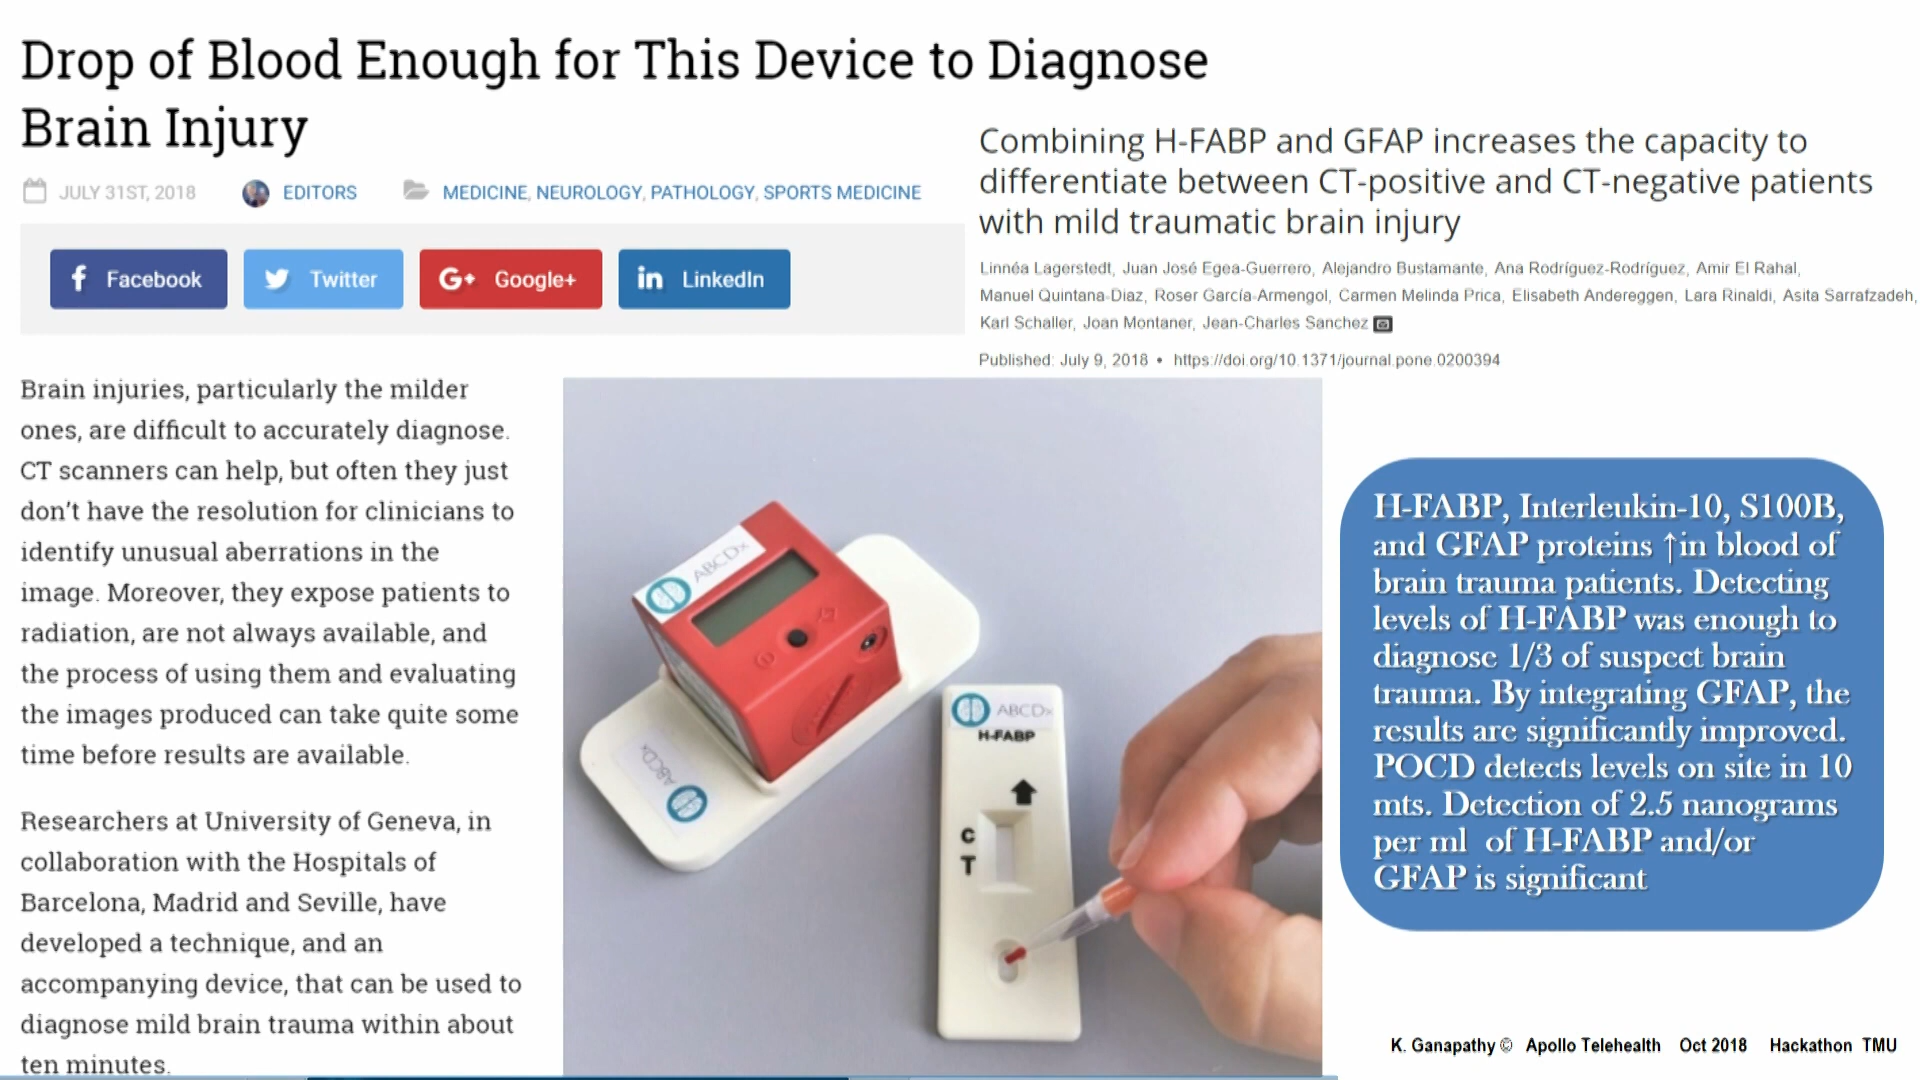 Drop of Blood Enough for This Device to Diagnose
Brain Injury
JULY 31ST, 2018 EDITORS MEDICINE, NEUROLOGY, PATHOLOGY, SPORTS MEDICINE
Facebook Twitter G+ Google+ in LinkedIn
Combining H-FABP and GFAP increases the capacity to
differentiate between CT-positive and CT-negative patients
with mild traumatic brain injury
Linnéa Lagerstedt, Juan José Egea-Guerrero, Alejandro Bustamante, Ana Rodríguez-Rodríguez, Amir El Rahal,
Manuel Quintana-Diaz, Roser García-Armengol, Carmen Melinda Prica, Elisabeth Andereggen, Lara Rinaldi, Asita Sarrafzadeh,
Karl Schaller, Joan Montaner, Jean-Charles Sanchez
Published: July 9, 2018 • https://doi.org/10.1371/journal.pone.0200394
Brain injuries, particularly the milder
ones, are difficult to accurately diagnose.
CT scanners can help, but often they just
don’t have the resolution for clinicians to
identify unusual aberrations in the
image. Moreover, they expose patients to
radiation, are not always available, and
the process of using them and evaluating
the images produced can take quite some
time before results are available.
Researchers at University of Geneva, in
collaboration with the Hospitals of
Barcelona, Madrid and Seville, have
developed a technique, and an
accompanying device, that can be used to
diagnose mild brain trauma within about
ten minutes.
ABCDx
ABCDx
ABCDx
H-FABP
C
T
H-FABP, Interleukin-10, S100B,
and GFAP proteins ↑in blood of
brain trauma patients. Detecting
levels of H-FABP was enough to
diagnose 1/3 of suspect brain
trauma. By integrating GFAP, the
results are significantly improved.
POCD detects levels on site in 10
mts. Detection of 2.5 nanograms
per ml of H-FABP and/or
GFAP is significant
K. Ganapathy © Apollo Telehealth Oct 2018 Hackathon TMU